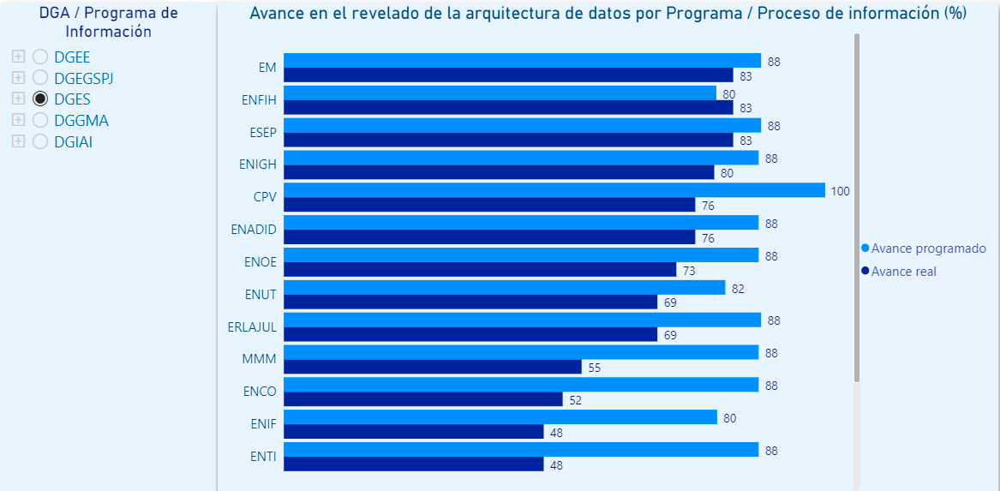 DGA / Programa de
Información
DGEE
DGEGSPJ
DGES
DGGMA
DGIAI
Avance en el revelado de la arquitectura de datos por Programa / Proceso de información (%)
EM
88
83
ENFIH
80
83
ESEP
88
83
ENIGH
88
80
CPV
100
76
ENADID
88
76
ENOE
88
73
ENUT
82
69
ERLAJUL
88
69
MMM
88
55
ENCO
88
52
ENIF
80
48
ENTI
88
48
Avance programado
Avance real